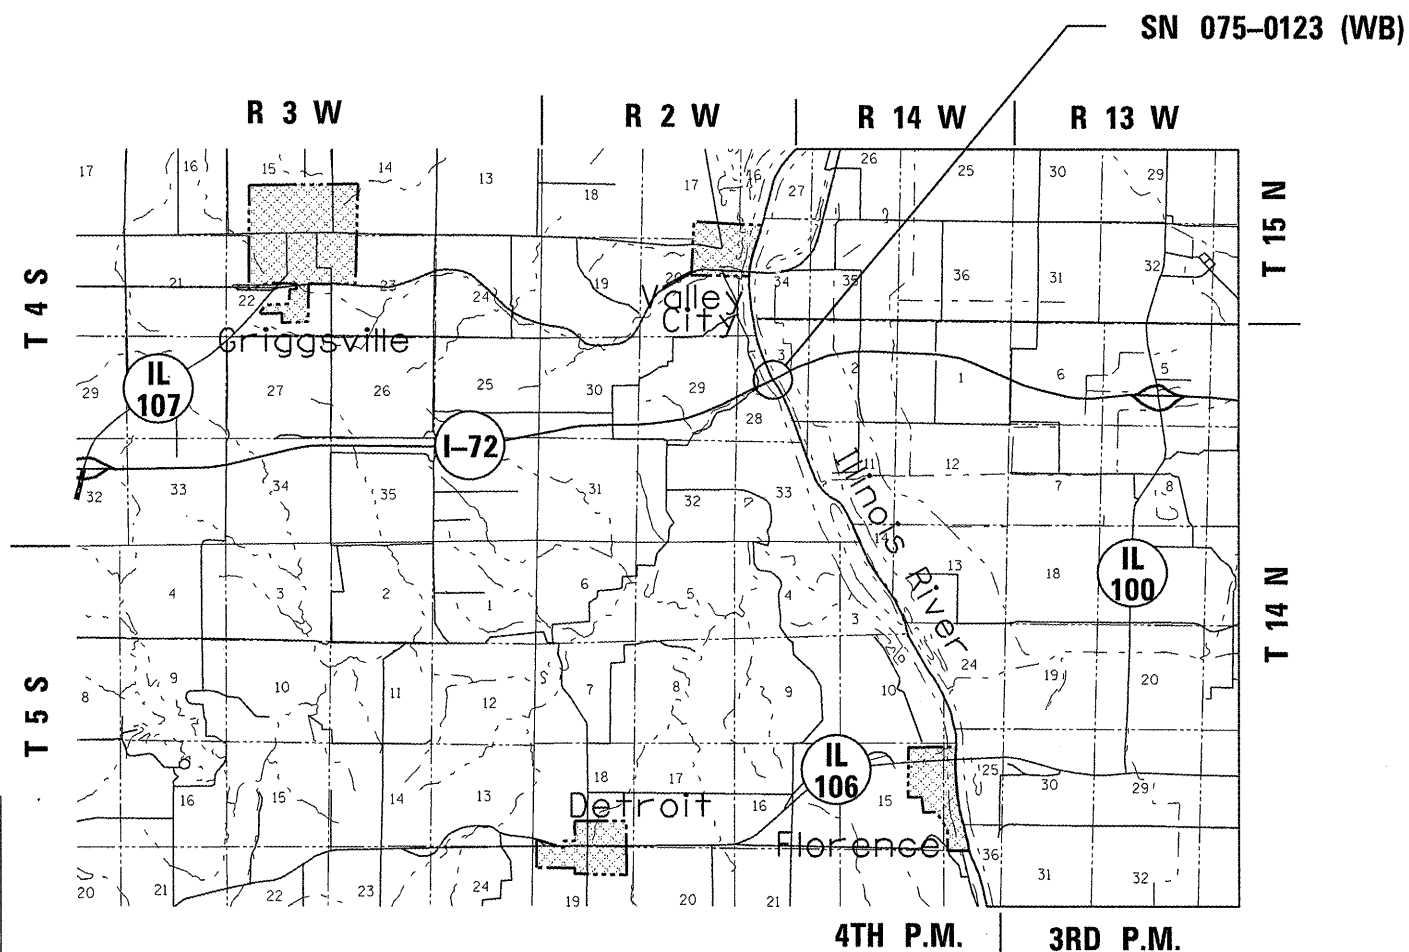 SN 075-0123 (WB)
R 3 W R 2 W R 14 W R 13 W
17 16 15 14 13 18 17 16 27 26 25 30 29
T 15 N
T 4 S
21 22 23 24 19 20 34 35 36 31 32
Valley
City
Griggsville
29 IL 107 27 26 25 30 29 28 3 2 1 6 5
I-72
32 33 34 35 31 32 33 11 12 7 8
Illinois River
4 3 2 1 6 5 4 3 14 13 18 IL 100
T 14 N
T 5 S
8 9 10 11 12 7 8 9 10 24 19 20
IL 106
16 15 14 13 18 17 16 15 25 30 29
Detroit
Florence
20 21 22 23 24 19 20 21 36 31 32
4TH P.M. 3RD P.M.